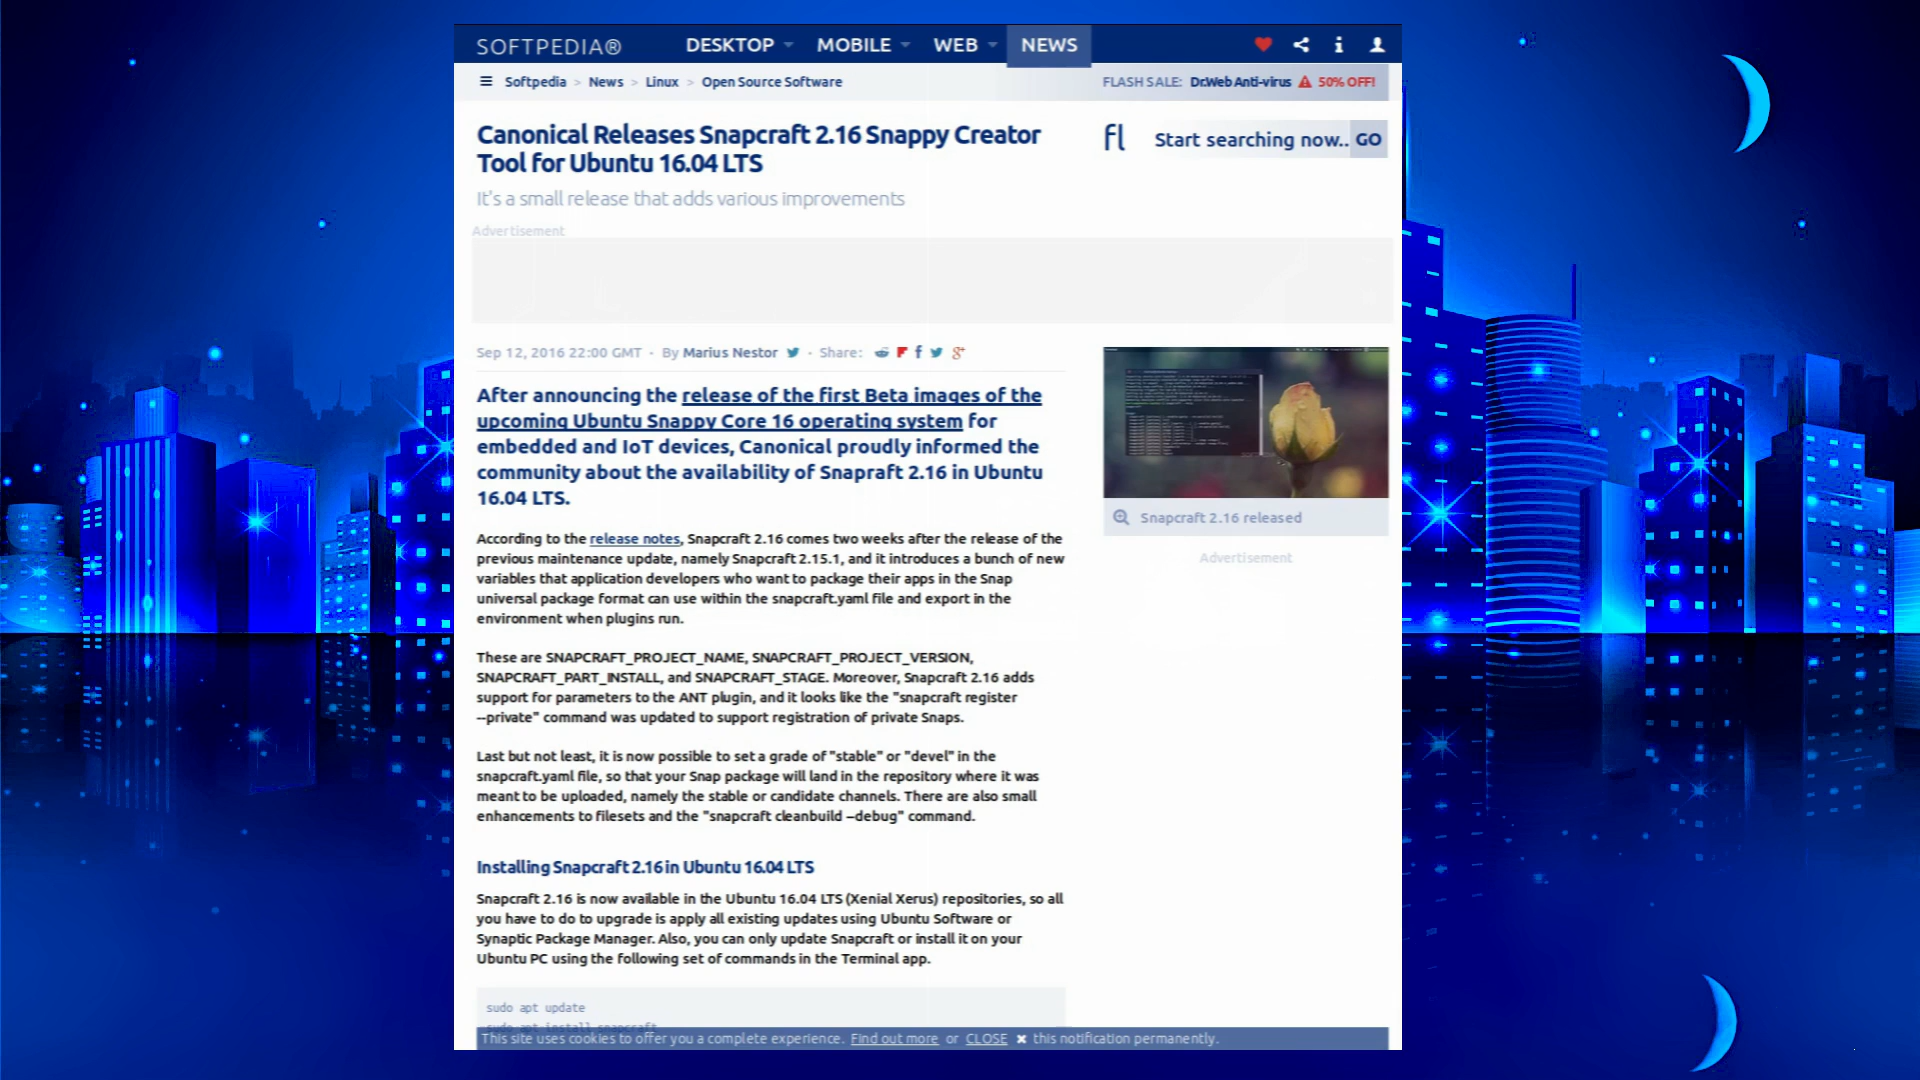 SOFTPEDIA®
DESKTOP MOBILE WEB NEWS
Softpedia > News > Linux > Open Source Software
FLASH SALE: Dr.Web Anti-virus 50% OFF!
Canonical Releases Snapcraft 2.16 Snappy Creator
Tool for Ubuntu 16.04 LTS
fl Start searching now.. GO
It's a small release that adds various improvements
Advertisement
Sep 12, 2016 22:00 GMT · By Marius Nestor · Share:
After announcing the release of the first Beta images of the
upcoming Ubuntu Snappy Core 16 operating system for
embedded and IoT devices, Canonical proudly informed the
community about the availability of Snapraft 2.16 in Ubuntu
16.04 LTS.
Snapcraft 2.16 released
Advertisement
According to the release notes, Snapcraft 2.16 comes two weeks after the release of the
previous maintenance update, namely Snapcraft 2.15.1, and it introduces a bunch of new
variables that application developers who want to package their apps in the Snap
universal package format can use within the snapcraft.yaml file and export in the
environment when plugins run.
These are SNAPCRAFT_PROJECT_NAME, SNAPCRAFT_PROJECT_VERSION,
SNAPCRAFT_PART_INSTALL, and SNAPCRAFT_STAGE. Moreover, Snapcraft 2.16 adds
support for parameters to the ANT plugin, and it looks like the "snapcraft register
--private" command was updated to support registration of private Snaps.
Last but not least, it is now possible to set a grade of "stable" or "devel" in the
snapcraft.yaml file, so that your Snap package will land in the repository where it was
meant to be uploaded, namely the stable or candidate channels. There are also small
enhancements to filesets and the "snapcraft cleanbuild --debug" command.
Installing Snapcraft 2.16 in Ubuntu 16.04 LTS
Snapcraft 2.16 is now available in the Ubuntu 16.04 LTS (Xenial Xerus) repositories, so all
you have to do to upgrade is apply all existing updates using Ubuntu Software or
Synaptic Package Manager. Also, you can only update Snapcraft or install it on your
Ubuntu PC using the following set of commands in the Terminal app.
sudo apt update
sudo apt install snapcraft
This site uses cookies to offer you a complete experience. Find out more or CLOSE ✖ this notification permanently.